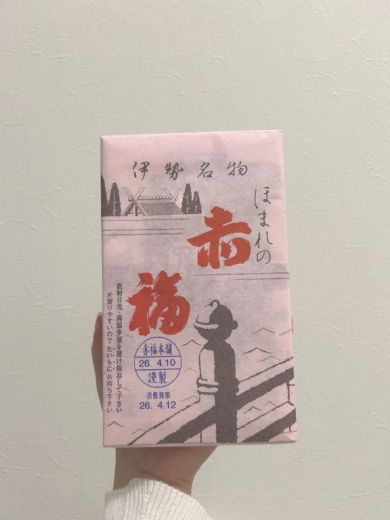 伊勢名物
ほまれの
赤福
直射日光・高温多湿を避け保存して下さい
片寄りやすいのでたいらにお持ち下さい
赤福本舗
26. 4.10
謹製
消費期限
26. 4.12